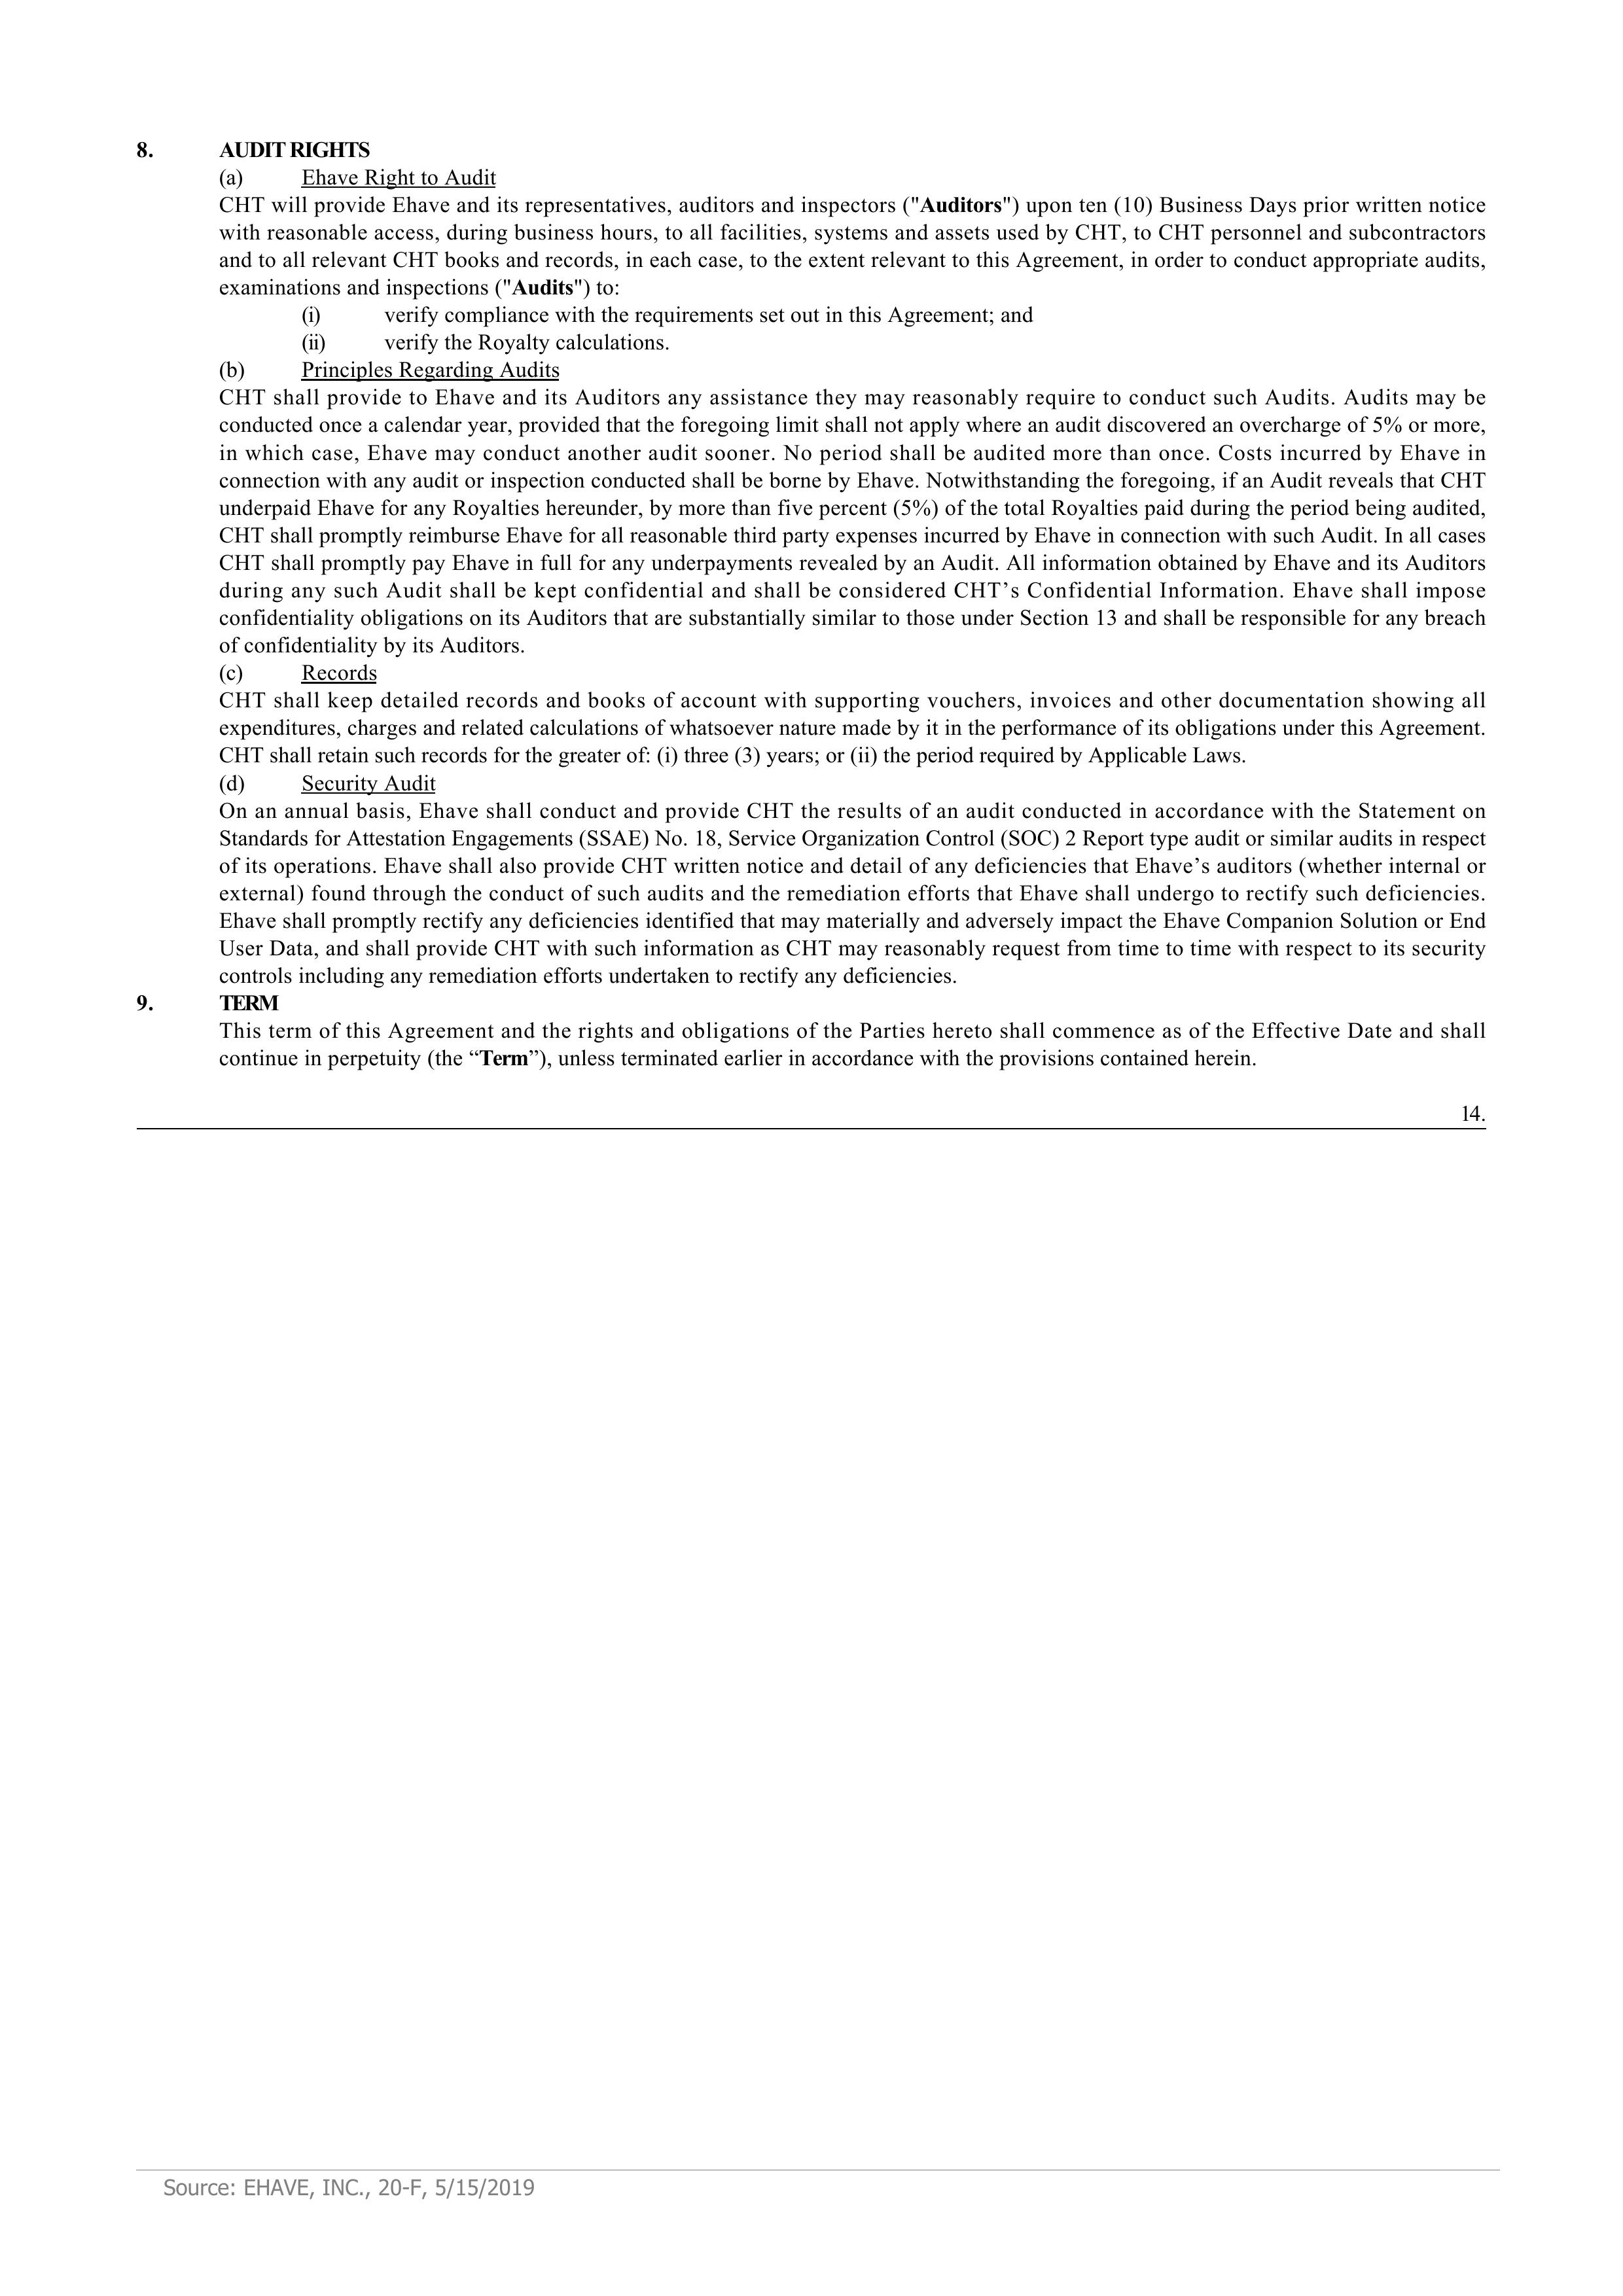 8. AUDIT RIGHTS
(a) Ehave Right to Audit
CHT will provide Ehave and its representatives, auditors and inspectors ("Auditors") upon ten (10) Business Days prior written notice
with reasonable access, during business hours, to all facilities, systems and assets used by CHT, to CHT personnel and subcontractors
and to all relevant CHT books and records, in each case, to the extent relevant to this Agreement, in order to conduct appropriate audits,
examinations and inspections ("Audits") to:
(i) verify compliance with the requirements set out in this Agreement; and
(ii) verify the Royalty calculations.
(b) Principles Regarding Audits
CHT shall provide to Ehave and its Auditors any assistance they may reasonably require to conduct such Audits. Audits may be
conducted once a calendar year, provided that the foregoing limit shall not apply where an audit discovered an overcharge of 5% or more,
in which case, Ehave may conduct another audit sooner. No period shall be audited more than once. Costs incurred by Ehave in
connection with any audit or inspection conducted shall be borne by Ehave. Notwithstanding the foregoing, if an Audit reveals that CHT
underpaid Ehave for any Royalties hereunder, by more than five percent (5%) of the total Royalties paid during the period being audited,
CHT shall promptly reimburse Ehave for all reasonable third party expenses incurred by Ehave in connection with such Audit. In all cases
CHT shall promptly pay Ehave in full for any underpayments revealed by an Audit. All information obtained by Ehave and its Auditors
during any such Audit shall be kept confidential and shall be considered CHT’s Confidential Information. Ehave shall impose
confidentiality obligations on its Auditors that are substantially similar to those under Section 13 and shall be responsible for any breach
of confidentiality by its Auditors.
(c) Records
CHT shall keep detailed records and books of account with supporting vouchers, invoices and other documentation showing all
expenditures, charges and related calculations of whatsoever nature made by it in the performance of its obligations under this Agreement.
CHT shall retain such records for the greater of: (i) three (3) years; or (ii) the period required by Applicable Laws.
(d) Security Audit
On an annual basis, Ehave shall conduct and provide CHT the results of an audit conducted in accordance with the Statement on
Standards for Attestation Engagements (SSAE) No. 18, Service Organization Control (SOC) 2 Report type audit or similar audits in respect
of its operations. Ehave shall also provide CHT written notice and detail of any deficiencies that Ehave’s auditors (whether internal or
external) found through the conduct of such audits and the remediation efforts that Ehave shall undergo to rectify such deficiencies.
Ehave shall promptly rectify any deficiencies identified that may materially and adversely impact the Ehave Companion Solution or End
User Data, and shall provide CHT with such information as CHT may reasonably request from time to time with respect to its security
controls including any remediation efforts undertaken to rectify any deficiencies.
9. TERM
This term of this Agreement and the rights and obligations of the Parties hereto shall commence as of the Effective Date and shall
continue in perpetuity (the “Term”), unless terminated earlier in accordance with the provisions contained herein.
14.
Source: EHAVE, INC., 20-F, 5/15/2019